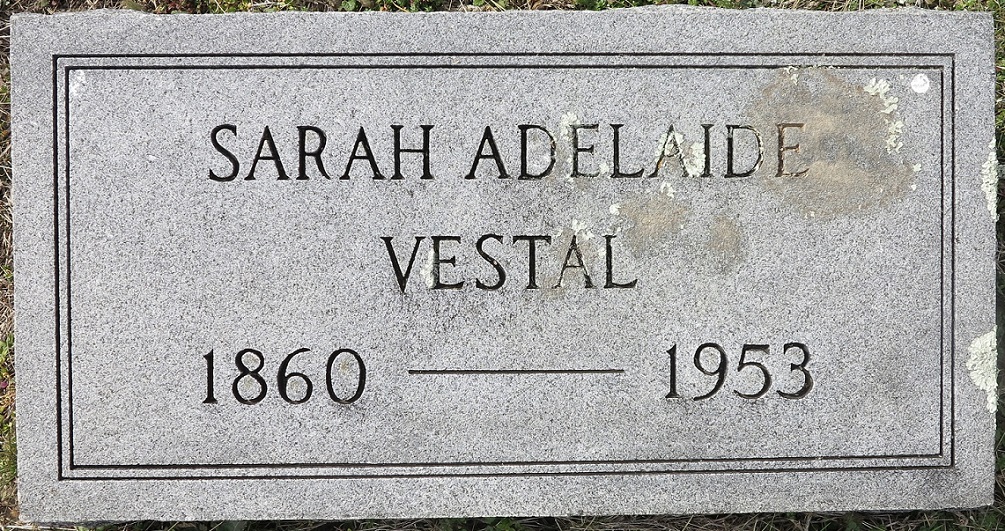 SARAH ADELAIDE
VESTAL
1860 — 1953